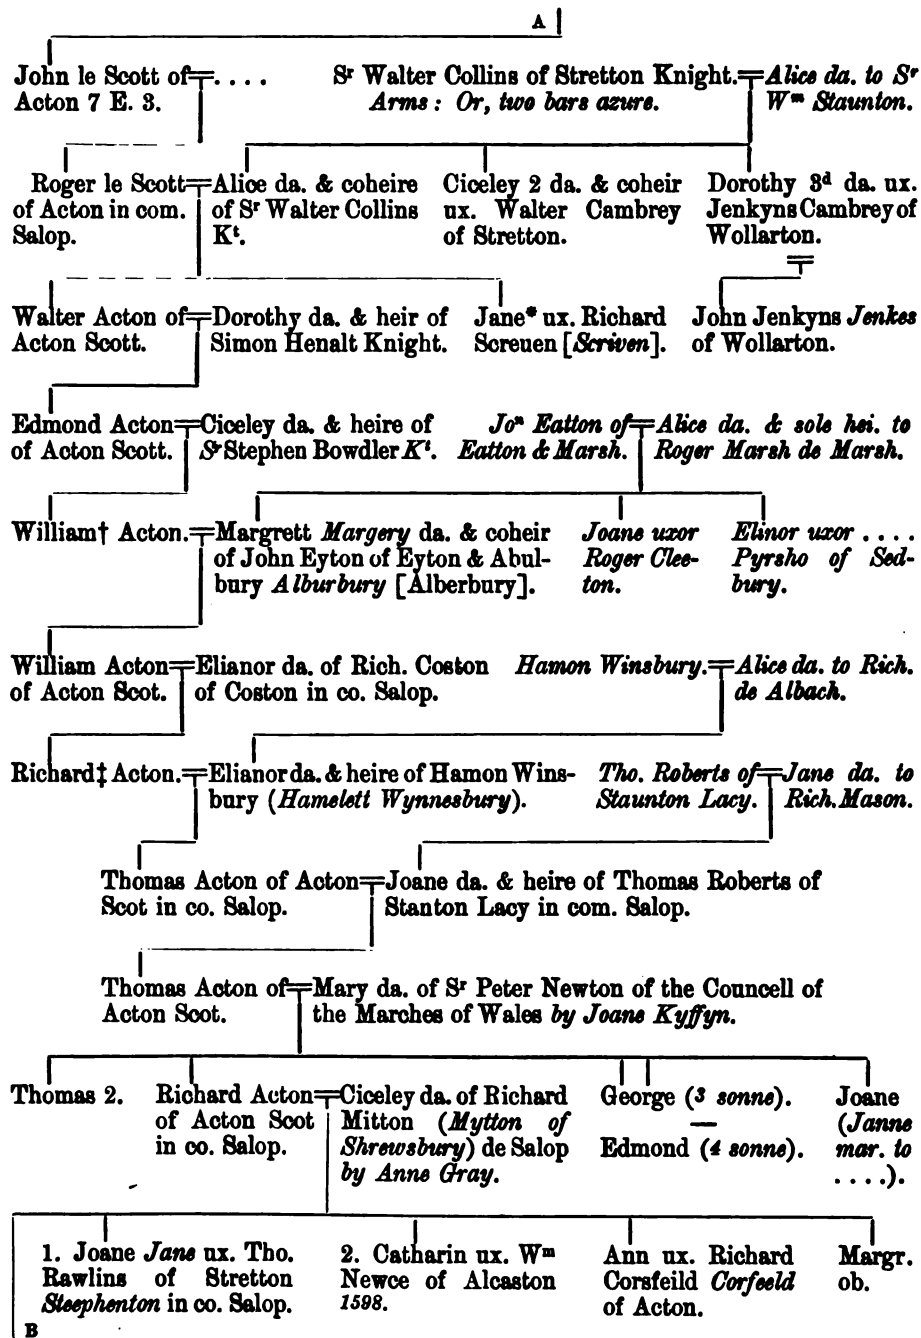 A
John le Scott of . . . .
Acton 7 E. 3.
Sr Walter Collins of Stretton Knight. Alice da. to Sr
Arms : Or, two bars azure. Wm Staunton.
Roger le Scott
of Acton in com.
Salop.
Alice da. & coheire
of Sr Walter Collins
Kt.
Ciceley 2 da. & coheir
ux. Walter Cambrey
of Stretton.
Dorothy 3d da. ux.
Jenkyns Cambrey of
Wollarton.
Walter Acton of
Acton Scott.
Dorothy da. & heir of
Simon Henalt Knight.
Jane* ux. Richard
Screuen [Scriven].
John Jenkyns Jenkes
of Wollarton.
Edmond Acton
of Acton Scott.
Ciceley da. & heire of
Sr Stephen Bowdler Kt.
Jon Eatton of
Eatton & Marsh.
Alice da. & sole hei. to
Roger Marsh de Marsh.
William† Acton.
Margrett Margery da. & coheir
of John Eyton of Eyton & Abul-
bury Alburbury [Alberbury].
Joane uxor
Roger Clee-
ton.
Elinor uxor . . . .
Pyrsho of Sed-
bury.
William Acton
of Acton Scot.
Elianor da. of Rich. Coston
of Coston in co. Salop.
Hamon Winsbury.
Alice da. to Rich.
de Albach.
Richard‡ Acton.
Elianor da. & heire of Hamon Wins-
bury (Hamelett Wynnesbury).
Tho. Roberts of
Staunton Lacy.
Jane da. to
Rich. Mason.
Thomas Acton of Acton
Scot in co. Salop.
Joane da. & heire of Thomas Roberts of
Stanton Lacy in com. Salop.
Thomas Acton of
Acton Scot.
Mary da. of Sr Peter Newton of the Councell of
the Marches of Wales by Joane Kyffyn.
Thomas 2.
Richard Acton
of Acton Scot
in co. Salop.
Ciceley da. of Richard
Mitton (Mytton of
Shrewsbury) de Salop
by Anne Gray.
George (3 sonne).
—
Edmond (4 sonne).
Joane
(Janne
mar. to
. . . .).
1. Joane Jane ux. Tho.
Rawlins of Stretton
Steephenton in co. Salop.
2. Catharin ux. Wm
Newce of Alcaston
1598.
Ann ux. Richard
Corsfeild Corfeeld
of Acton.
Margr.
ob.
B